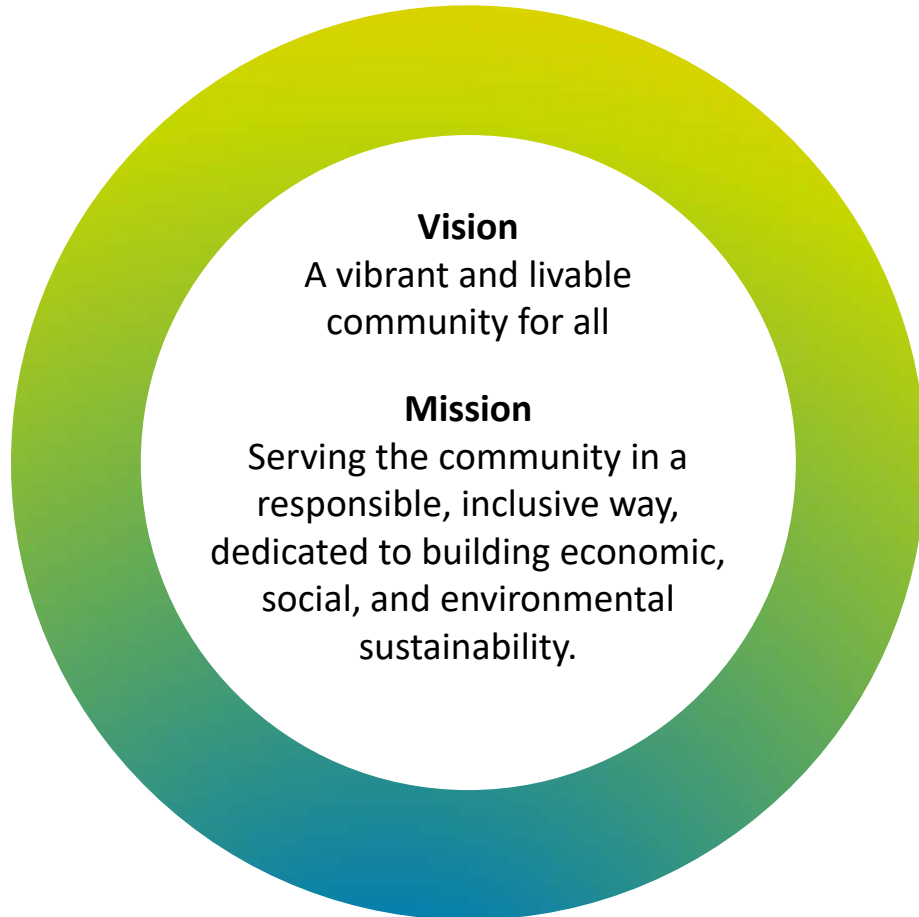 Vision
A vibrant and livable
community for all
Mission
Serving the community in a
responsible, inclusive way,
dedicated to building economic,
social, and environmental
sustainability.